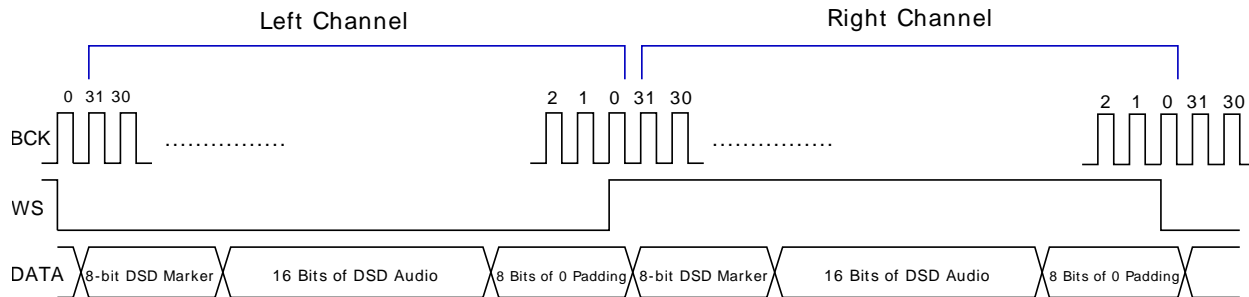 Left Channel
Right Channel
0 31 30
2 1 0 31 30
2 1 0 31 30
BCK
................
................
WS
DATA
8-bit DSD Marker
16 Bits of DSD Audio
8 Bits of 0 Padding
8-bit DSD Marker
16 Bits of DSD Audio
8 Bits of 0 Padding